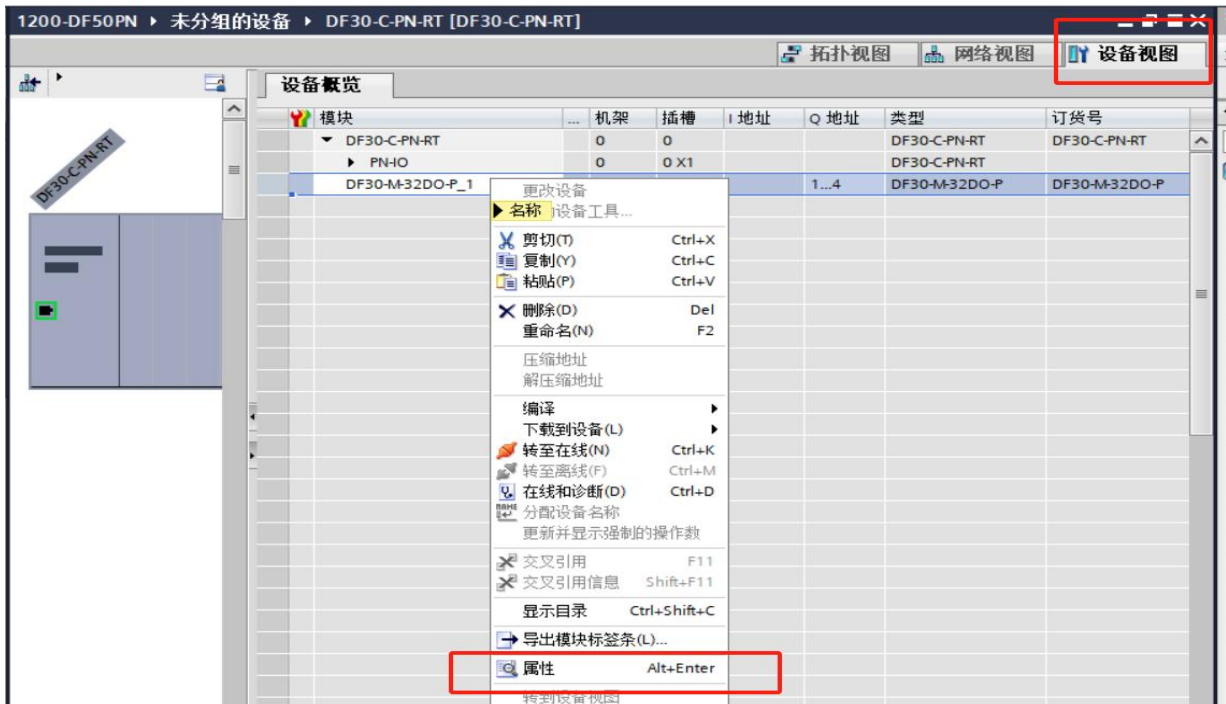 1200-DF50PN ▸ 未分组的设备 ▸ DF30-C-PN-RT [DF30-C-PN-RT]
拓扑视图 网络视图 设备视图
设备概览
模块 ... 机架 插槽 I 地址 Q 地址 类型 订货号
DF30-C-PN-RT 0 0 DF30-C-PN-RT DF30-C-PN-RT
PN-IO 0 0 X1 DF30-C-PN-RT
DF30-M-32DO-P_1 1...4 DF30-M-32DO-P DF30-M-32DO-P
DF30-C-PN-RT
更改设备
名称 设备工具...
剪切(T) Ctrl+X
复制(Y) Ctrl+C
粘贴(P) Ctrl+V
删除(D) Del
重命名(N) F2
压缩地址
解压缩地址
编译
下载到设备(L)
转至在线(N) Ctrl+K
转至离线(F) Ctrl+M
在线和诊断(D) Ctrl+D
分配设备名称
更新并显示强制的操作数
交叉引用 F11
交叉引用信息 Shift+F11
显示目录 Ctrl+Shift+C
导出模块标签条(L)...
属性 Alt+Enter
转到设备视图